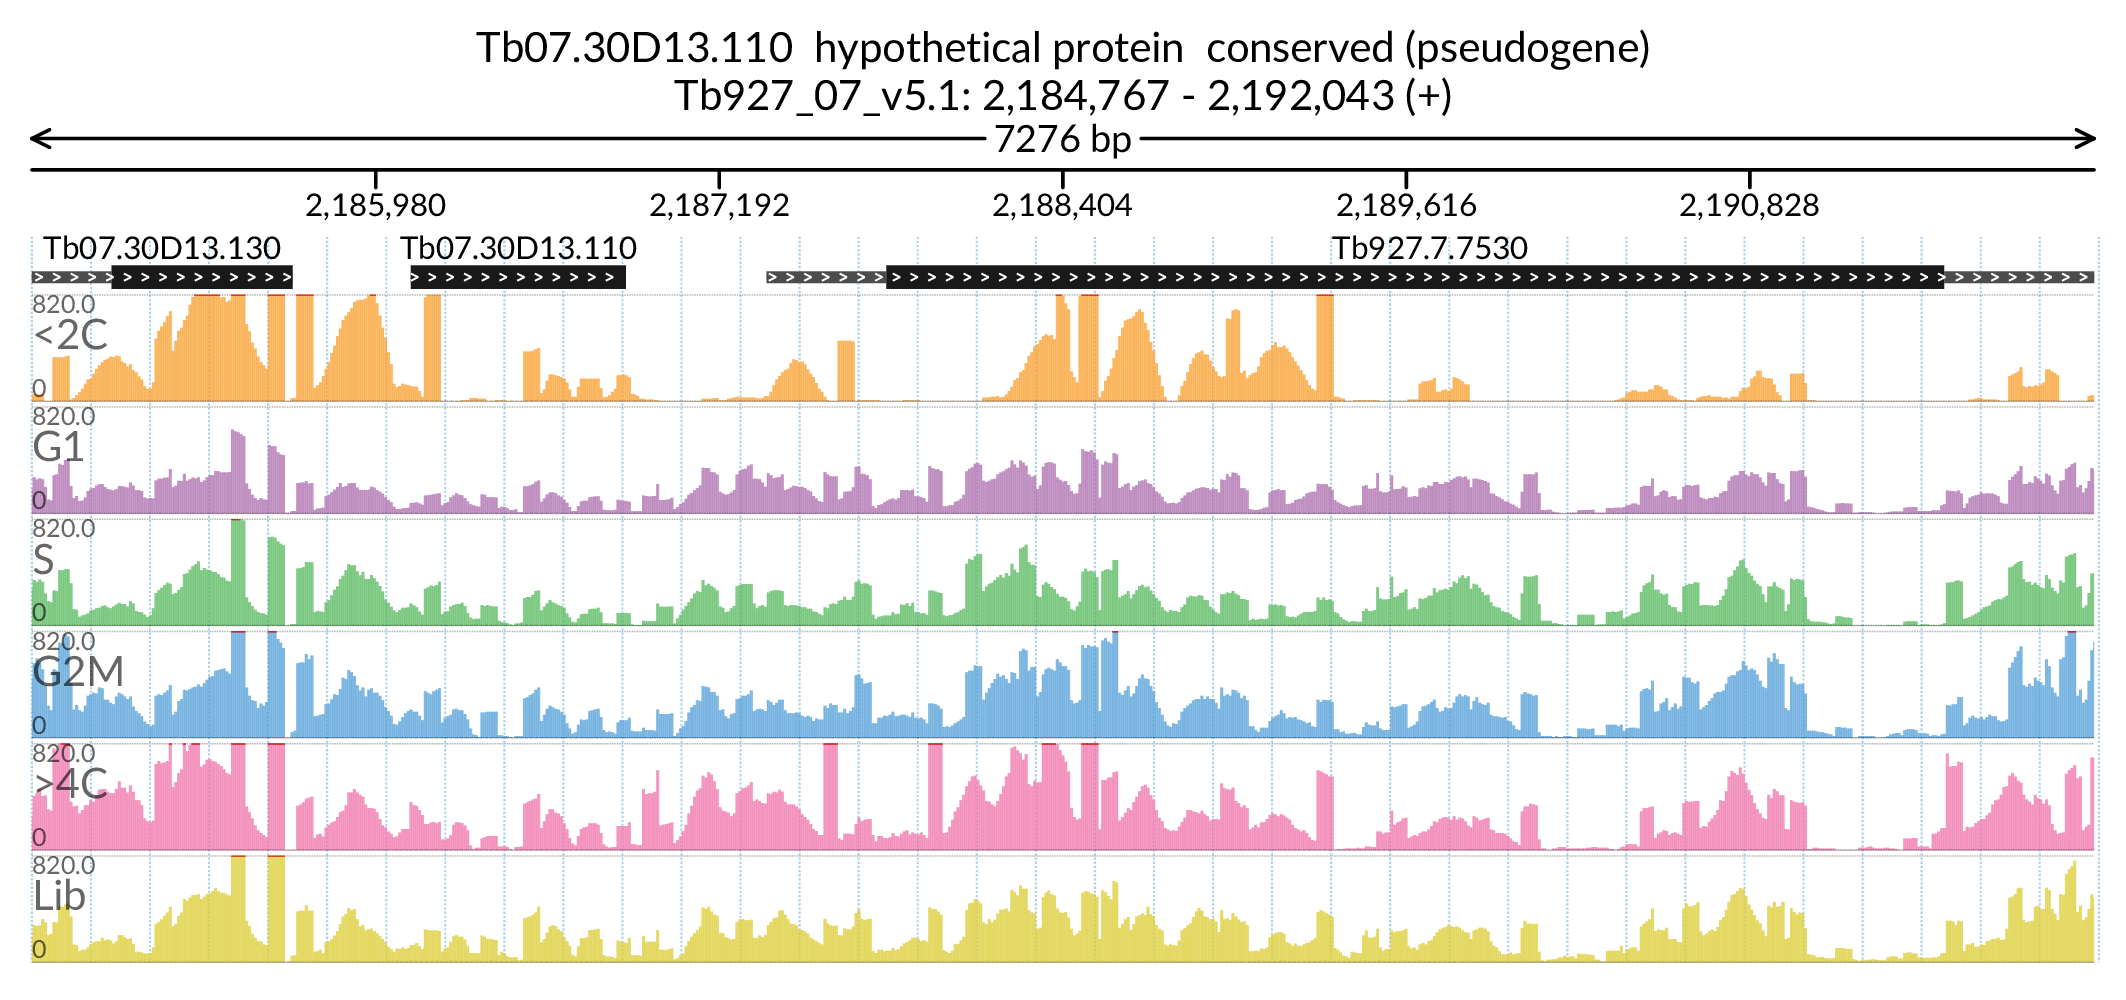 Tb07.30D13.110  hypothetical protein  conserved (pseudogene)
Tb927_07_v5.1: 2,184,767 - 2,192,043 (+)
7276 bp
2,185,980 2,187,192 2,188,404 2,189,616 2,190,828
Tb07.30D13.130 Tb07.30D13.110 Tb927.7.7530
820.0
<2C
0
820.0
G1
0
820.0
S
0
820.0
G2M
0
820.0
>4C
0
820.0
Lib
0